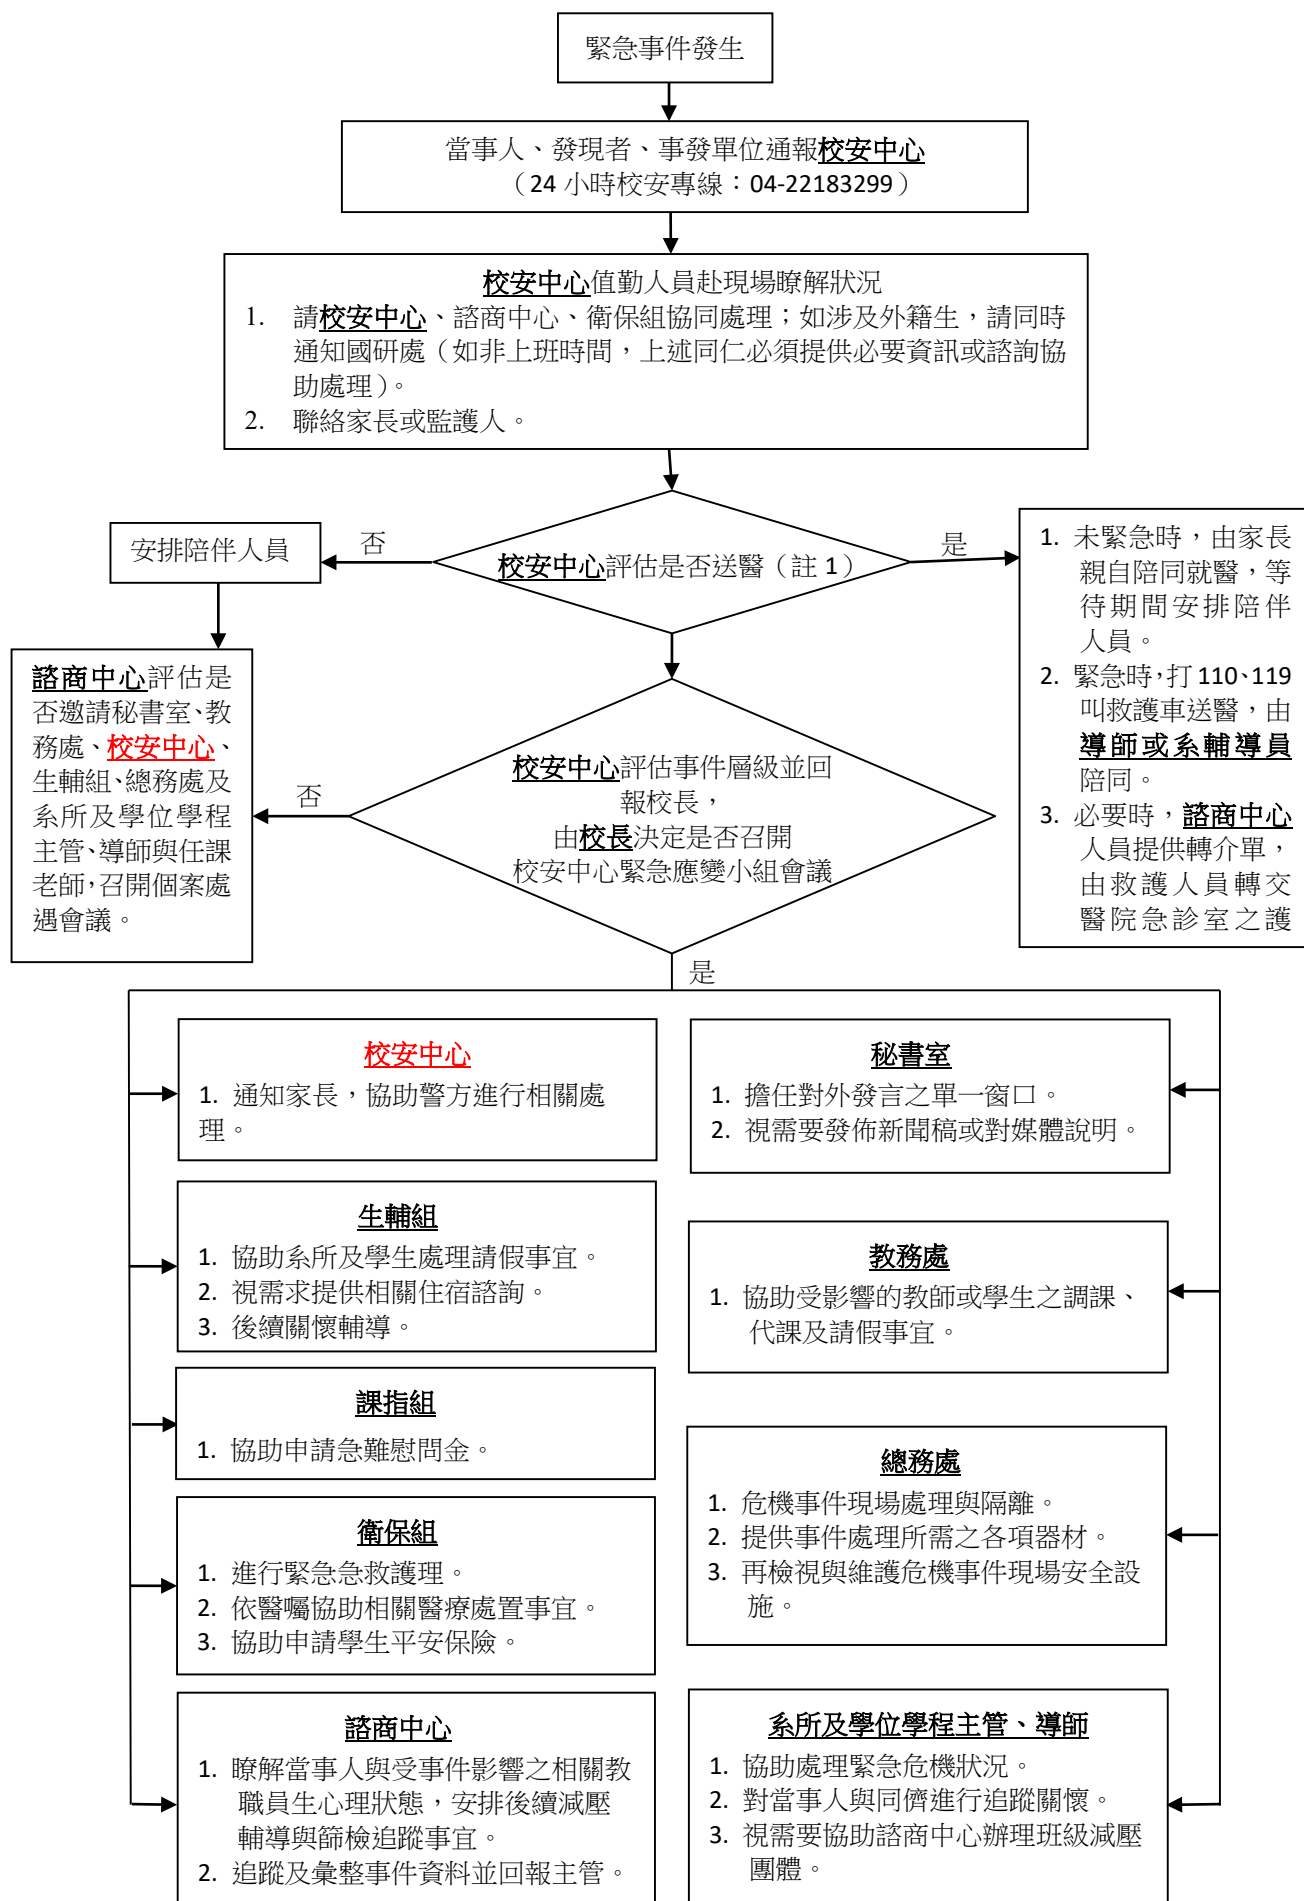 緊急事件發生
當事人、發現者、事發單位通報校安中心
（24 小時校安專線：04-22183299）
校安中心值勤人員赴現場瞭解狀況
1. 請校安中心、諮商中心、衛保組協同處理；如涉及外籍生，請同時
通知國研處（如非上班時間，上述同仁必須提供必要資訊或諮詢協
助處理）。
2. 聯絡家長或監護人。
校安中心評估是否送醫（註 1）
否
是
安排陪伴人員
1. 未緊急時，由家長
親自陪同就醫，等
待期間安排陪伴
人員。
2. 緊急時，打 110、119
叫救護車送醫，由
導師或系輔導員
陪同。
3. 必要時，諮商中心
人員提供轉介單，
由救護人員轉交
醫院急診室之護
諮商中心評估是
否邀請秘書室、教
務處、校安中心、
生輔組、總務處及
系所及學位學程
主管、導師與任課
老師，召開個案處
遇會議。
否
校安中心評估事件層級並回
報校長，
由校長決定是否召開
校安中心緊急應變小組會議
是
校安中心
1. 通知家長，協助警方進行相關處
理。
生輔組
1. 協助系所及學生處理請假事宜。
2. 視需求提供相關住宿諮詢。
3. 後續關懷輔導。
課指組
1. 協助申請急難慰問金。
衛保組
1. 進行緊急急救護理。
2. 依醫囑協助相關醫療處置事宜。
3. 協助申請學生平安保險。
諮商中心
1. 瞭解當事人與受事件影響之相關教
職員生心理狀態，安排後續減壓
輔導與篩檢追蹤事宜。
2. 追蹤及彙整事件資料並回報主管。
秘書室
1. 擔任對外發言之單一窗口。
2. 視需要發佈新聞稿或對媒體說明。
教務處
1. 協助受影響的教師或學生之調課、
代課及請假事宜。
總務處
1. 危機事件現場處理與隔離。
2. 提供事件處理所需之各項器材。
3. 再檢視與維護危機事件現場安全設
施。
系所及學位學程主管、導師
1. 協助處理緊急危機狀況。
2. 對當事人與同儕進行追蹤關懷。
3. 視需要協助諮商中心辦理班級減壓
團體。